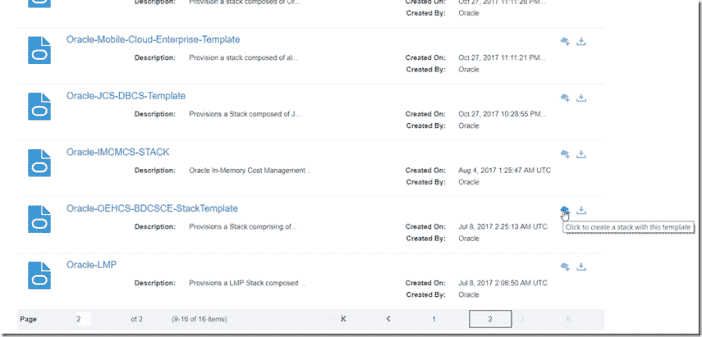 Description: Provision a stack composed of Or... Created On: Oct 27, 2017 11:11:26 PM...
Created By: Oracle
Oracle-Mobile-Cloud-Enterprise-Template
Description: Provision a stack composed of al... Created On: Oct 27, 2017 11:11:21 PM...
Created By: Oracle
Oracle-JCS-DBCS-Template
Description: Provisions a Stack composed of J... Created On: Oct 27, 2017 10:28:55 PM...
Created By: Oracle
Oracle-IMCMCS-STACK
Description: Oracle In-Memory Cost Management... Created On: Aug 4, 2017 1:25:47 AM UTC
Created By: Oracle
Oracle-OEHCS-BDCSCE-StackTemplate
Description: Provisions a Stack comprising of... Created On: Jul 8, 2017 2:25:13 AM UTC
Click to create a stack with this template
Created By: Oracle
Oracle-LMP
Description: Provisions a LMP Stack composed ... Created On: Jul 8, 2017 2:06:50 AM UTC
Created By: Oracle
Page 2 of 2 (9-16 of 16 items) K < 1 2 > >|